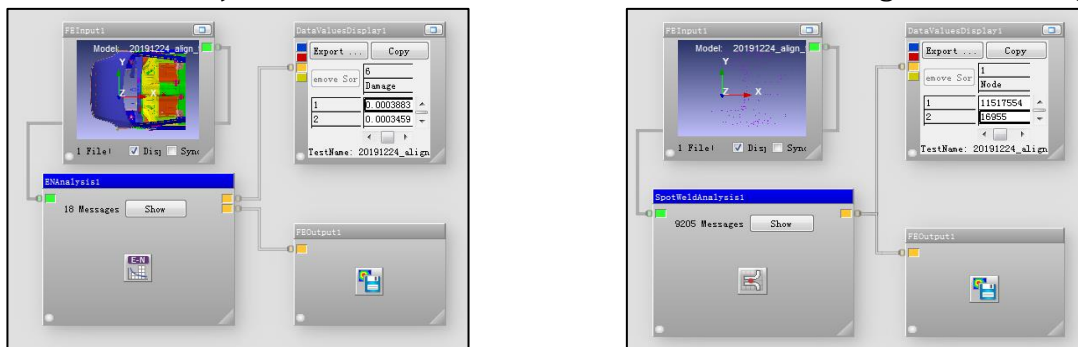 FEInput1
Model: 20191224_align_
1 File(
Disp
Sync
DataValuesDisplay1
Export ...
Copy
emove Sor
6
Damage
1
0.0003883
2
0.0003459
TestName: 20191224_align
ENAnalysis1
18 Messages
Show
E-N
FEOutput1
FEInput1
Model: 20191224_align_
Y
Z
X
1 File(
Disp
Sync
DataValuesDisplay1
Export ...
Copy
emove Sor
1
Node
1
11517554
2
16955
TestName: 20191224_align
SpotWeldAnalysis1
9205 Messages
Show
FEOutput1